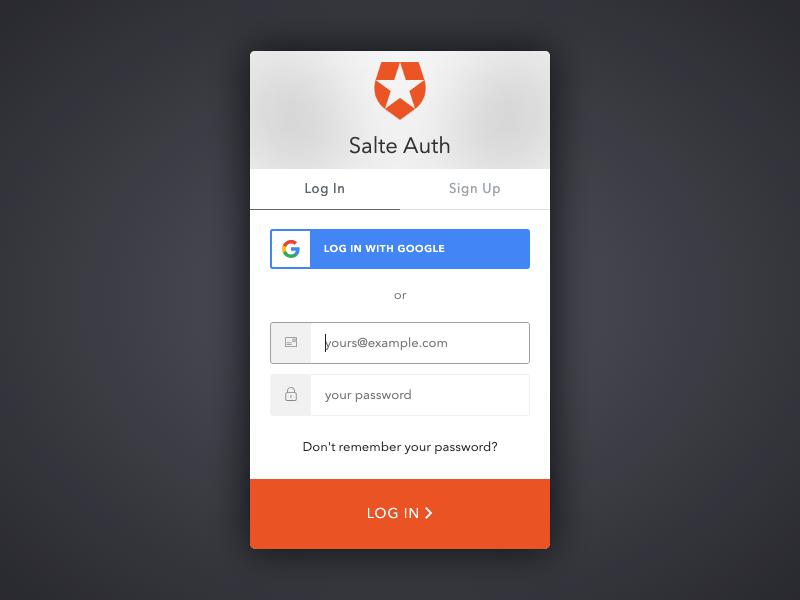 Salte Auth
Log In
Sign Up
LOG IN WITH GOOGLE
or
yours@example.com
your password
Don't remember your password?
LOG IN